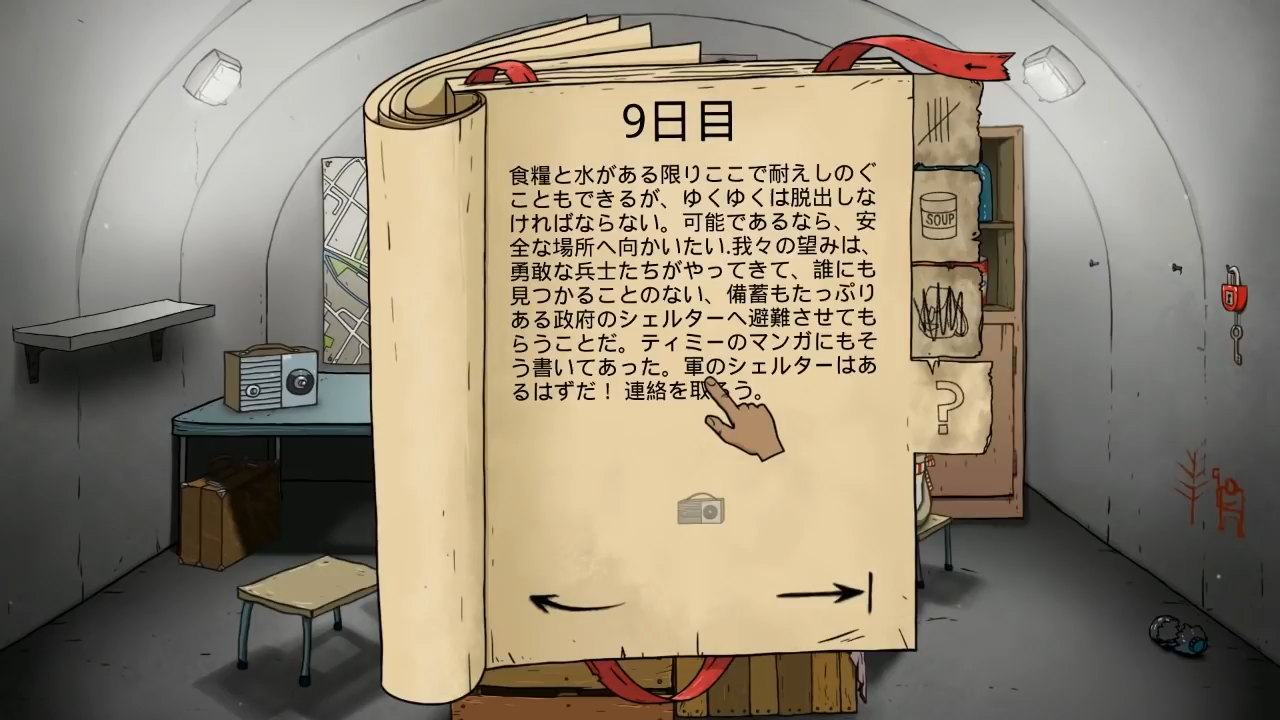 9日目
食糧と水がある限りここで耐えしのぐ
こともできるが、ゆくゆくは脱出しな
ければならない。可能であるなら、安
全な場所へ向かいたい.我々の望みは、
勇敢な兵士たちがやってきて、誰にも
見つかることのない、備蓄もたっぷり
ある政府のシェルターへ避難させても
らうことだ。ティミーのマンガにもそ
う書いてあった。軍のシェルターはあ
るはずだ！ 連絡を取ろう。
SOUP
?